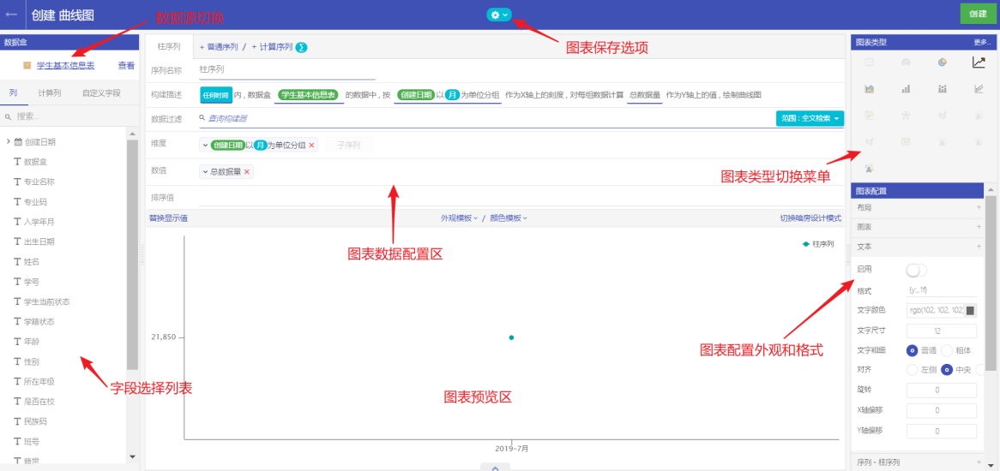 创建 曲线图
数据源切换
图表保存选项
创建
数据盒
学生基本信息表 查看
列 计算列 自定义字段
搜索...
创建日期
数据盒
专业名称
专业码
入学年月
出生日期
姓名
学号
学生当前状态
学籍状态
年龄
性别
所在年级
是否在校
民族码
班号
籍贯
字段选择列表
柱序列 + 普通序列 / + 计算序列 Σ
序列名称 柱序列
构建描述 任何时间 内 , 数据盒 学生基本信息表 的数据中 , 按 创建日期 以 月 为单位分组 作为X轴上的刻度 , 对每组数据计算 总数据量 作为Y轴上的值 , 绘制曲线图
数据过滤 查询构建器 范围 : 全文检索
维度 创建日期 以 月 为单位分组 × 子序列
数值 总数据量 ×
排序值
替换显示值 外观模板 / 颜色模板 切换暗房设计模式
图表数据配置区
柱序列
21,850
图表预览区
2019-7月
图表类型 更多...
图表类型切换菜单
图表配置
布局 +
图表 +
文本 +
启用
格式 {y:,.1f}
文字颜色 rgb(102, 102, 102
文字尺寸 12
文字粗细 普通 粗体
对齐 左侧 中央
旋转 0
X轴偏移 0
Y轴偏移 0
序列 - 柱序列 +
图表配置外观和格式